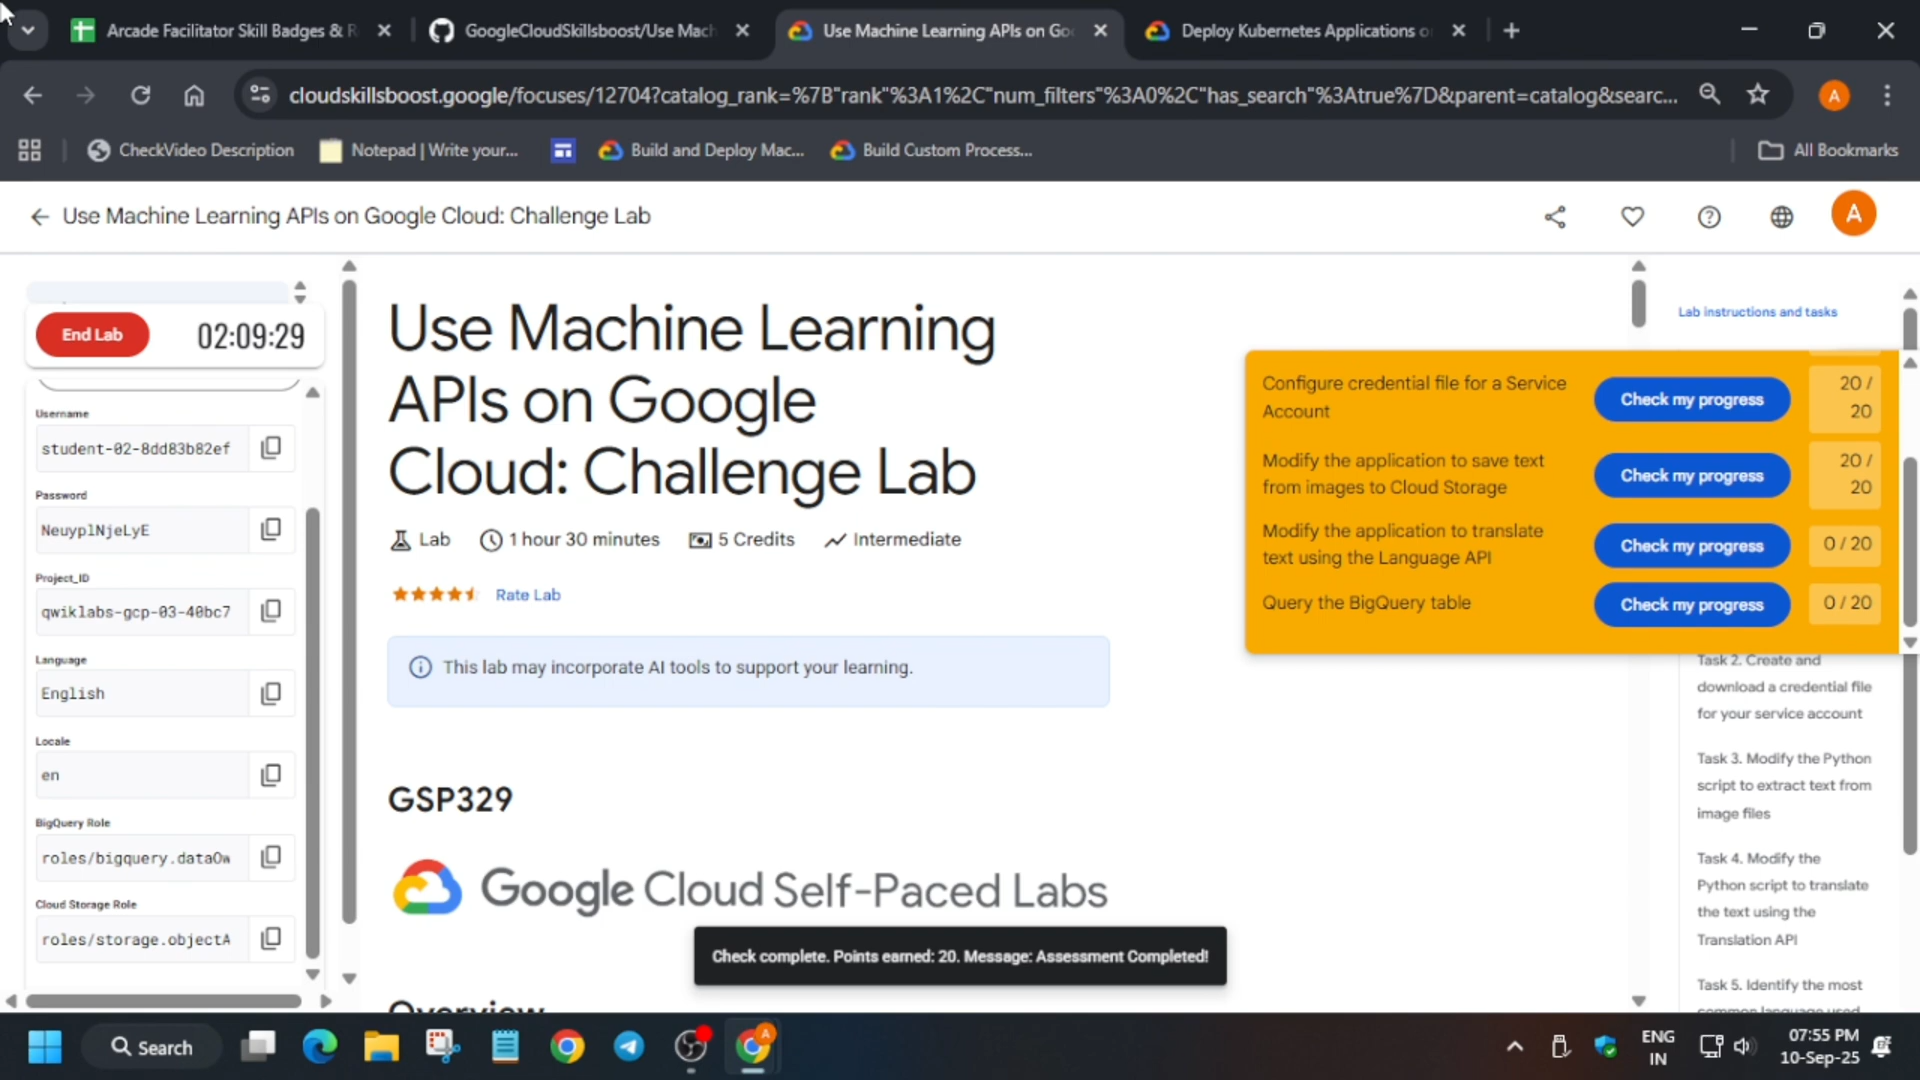 Arcade Facilitator Skill Badges & R
GoogleCloudSkillsboost/Use Mach
Use Machine Learning APIs on Goo
Deploy Kubernetes Applications o
cloudskillsboost.google/focuses/12704?catalog_rank=%7B"rank"%3A1%2C"num_filters"%3A0%2C"has_search"%3Atrue%7D&parent=catalog&searc...
A
CheckVideo Description
Notepad | Write your...
Build and Deploy Mac...
Build Custom Process...
All Bookmarks
Use Machine Learning APIs on Google Cloud: Challenge Lab
A
End Lab
02:09:29
Username
student-02-8dd83b82ef
Password
NeuyplNjeLyE
Project_ID
qwiklabs-gcp-03-40bc7
Language
English
Locale
en
BigQuery Role
roles/bigquery.dataOw
Cloud Storage Role
roles/storage.objectA
Use Machine Learning
APIs on Google
Cloud: Challenge Lab
Lab
1 hour 30 minutes
5 Credits
Intermediate
Rate Lab
This lab may incorporate AI tools to support your learning.
GSP329
Google Cloud Self-Paced Labs
Overview
Check complete. Points earned: 20. Message: Assessment Completed!
Lab instructions and tasks
Configure credential file for a Service
Account
Check my progress
20 /
20
Modify the application to save text
from images to Cloud Storage
Check my progress
20 /
20
Modify the application to translate
text using the Language API
Check my progress
0 / 20
Query the BigQuery table
Check my progress
0 / 20
Task 2. Create and
download a credential file
for your service account
Task 3. Modify the Python
script to extract text from
image files
Task 4. Modify the
Python script to translate
the text using the
Translation API
Task 5. Identify the most
common language used
Search
A
ENG
IN
07:55 PM
10-Sep-25